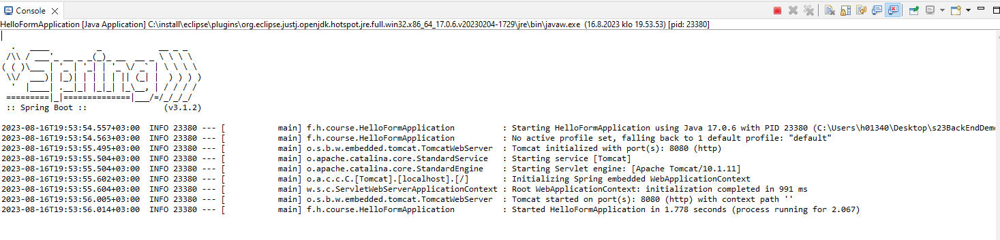 Console
HelloFormApplication [Java Application] C:\install\eclipse\plugins\org.eclipse.justj.openjdk.hotspot.jre.full.win32.x86_64_17.0.6.v20230204-1729\jre\bin\javaw.exe (16.8.2023 klo 19.53.53) [pid: 23380]
  .   ____          _            __ _ _
 /\\ / ___'_ __ _ _(_)_ __  __ _ \ \ \ \
( ( )\___ | '_ | '_| | '_ \/ _` | \ \ \ \
 \\/  ___)| |_)| | | | | || (_| |  ) ) ) )
  '  |____| .__|_| |_|_| |_\__, | / / / /
 =========|_|==============|___/=/_/_/_/
 :: Spring Boot ::                (v3.1.2)
2023-08-16T19:53:54.557+03:00  INFO 23380 --- [           main] f.h.course.HelloFormApplication          : Starting HelloFormApplication using Java 17.0.6 with PID 23380 (C:\Users\h01340\Desktop\s23BackEndDemo
2023-08-16T19:53:54.563+03:00  INFO 23380 --- [           main] f.h.course.HelloFormApplication          : No active profile set, falling back to 1 default profile: "default"
2023-08-16T19:53:55.495+03:00  INFO 23380 --- [           main] o.s.b.w.embedded.tomcat.TomcatWebServer  : Tomcat initialized with port(s): 8080 (http)
2023-08-16T19:53:55.504+03:00  INFO 23380 --- [           main] o.apache.catalina.core.StandardService   : Starting service [Tomcat]
2023-08-16T19:53:55.504+03:00  INFO 23380 --- [           main] o.apache.catalina.core.StandardEngine    : Starting Servlet engine: [Apache Tomcat/10.1.11]
2023-08-16T19:53:55.602+03:00  INFO 23380 --- [           main] o.a.c.c.C.[Tomcat].[localhost].[/]       : Initializing Spring embedded WebApplicationContext
2023-08-16T19:53:55.604+03:00  INFO 23380 --- [           main] w.s.c.ServletWebServerApplicationContext : Root WebApplicationContext: initialization completed in 991 ms
2023-08-16T19:53:56.005+03:00  INFO 23380 --- [           main] o.s.b.w.embedded.tomcat.TomcatWebServer  : Tomcat started on port(s): 8080 (http) with context path ''
2023-08-16T19:53:56.014+03:00  INFO 23380 --- [           main] f.h.course.HelloFormApplication          : Started HelloFormApplication in 1.778 seconds (process running for 2.067)